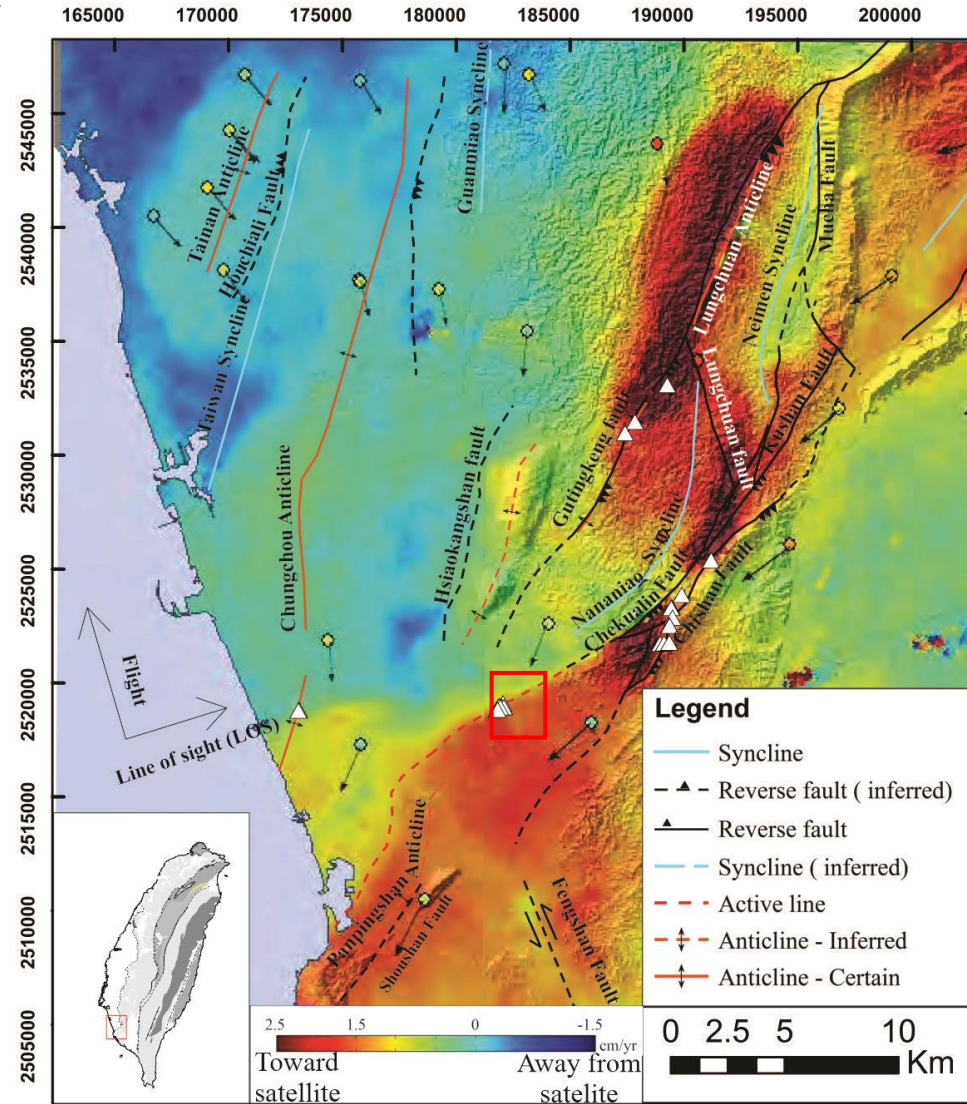 165000 170000 175000 180000 185000 190000 195000 200000
2545000
2540000
2535000
2530000
2525000
2520000
2515000
2510000
2505000
Tainan Anticline
Houchiali Fault
Taiwan Syncline
Chungchou Anticline
Guanmiao Syncline
Hsiaokangshan fault
Gutingkeng fault
Lungchuan Anticline
Lungchuan fault
Neimen Syncline
Mucha Fault
Kushan Fault
Nananiao Syncline
Chekualin Fault
Chishan Fault
Flight
Line of sight (LOS)
Panpingshan Anticline
Shoushan Fault
Fengshan Fault
Legend
Syncline
Reverse fault ( inferred)
Reverse fault
Syncline ( inferred)
Active line
Anticline - Inferred
Anticline - Certain
2.5 1.5 0 -1.5
cm/yr
Toward satellite
Away from satelite
0 2.5 5 10
Km